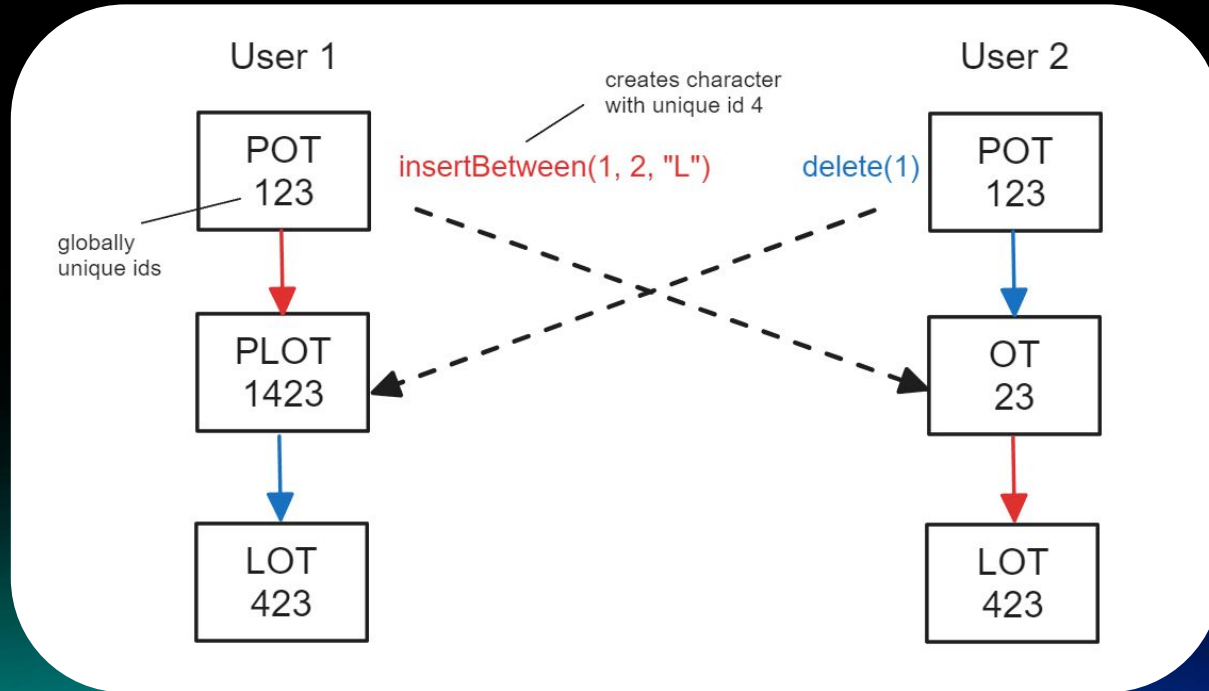 User 1
User 2
creates character
with unique id 4
POT
123
insertBetween(1, 2, "L")
delete(1)
POT
123
globally
unique ids
PLOT
1423
OT
23
LOT
423
LOT
423